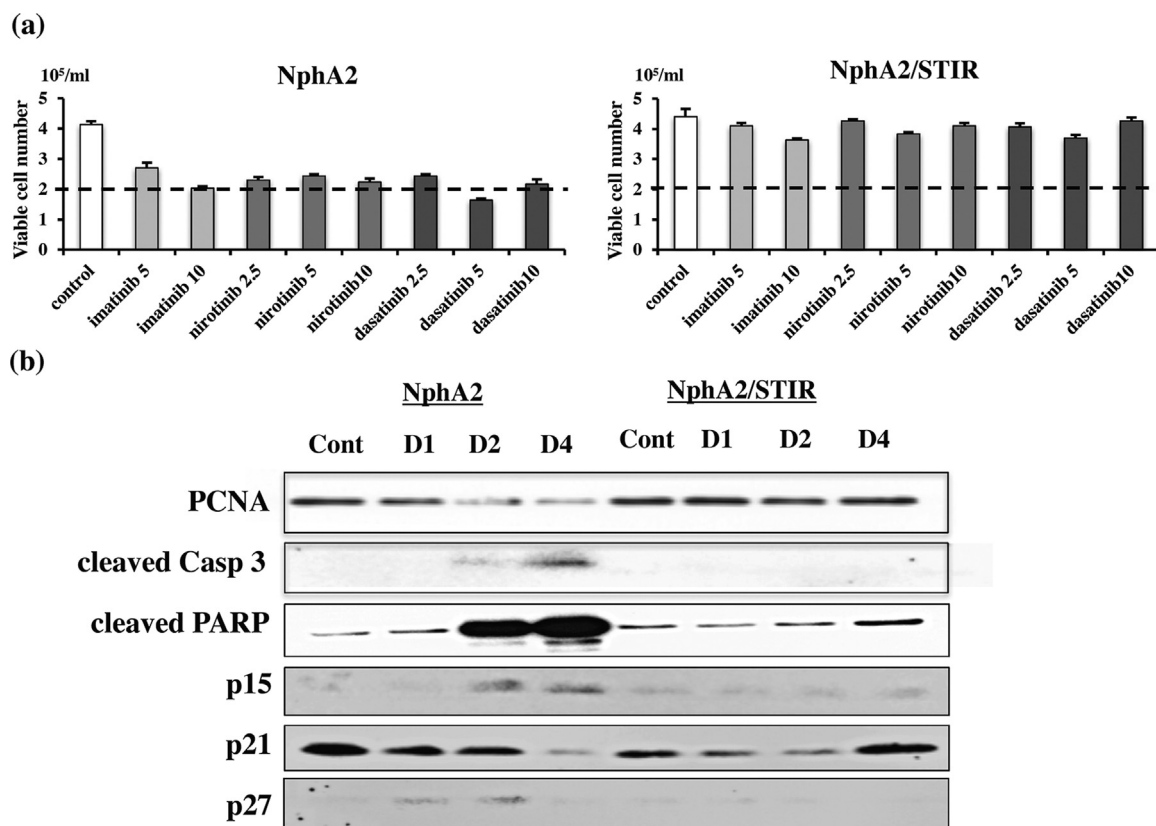 (a)
10⁵/ml
NphA2
Viable cell number
5
4
3
2
1
0
control
imatinib 5
imatinib 10
nirotinib 2.5
nirotinib 5
nirotinib10
dasatinib 2.5
dasatinib 5
dasatinib10
10⁵/ml
NphA2/STIR
Viable cell number
5
4
3
2
1
0
control
imatinib 5
imatinib 10
nirotinib 2.5
nirotinib 5
nirotinib 10
dasatinib 2.5
dasatinib 5
dasatinib10
(b)
NphA2 NphA2/STIR
Cont D1 D2 D4 Cont D1 D2 D4
PCNA
cleaved Casp 3
cleaved PARP
p15
p21
p27